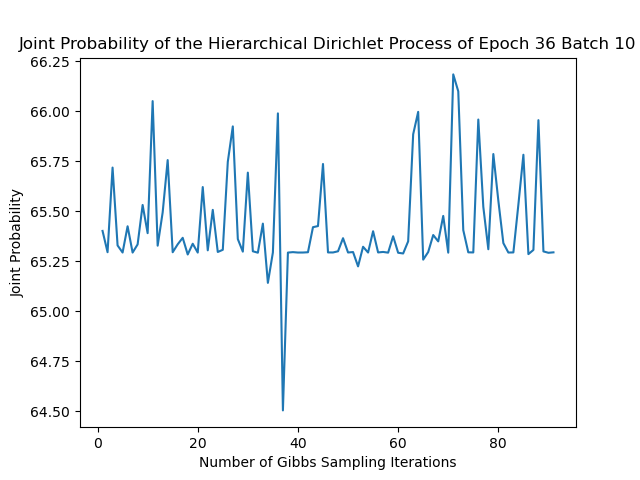 Joint Probability of the Hierarchical Dirichlet Process of Epoch 36 Batch 10
66.25
66.00
65.75
65.50
65.25
65.00
64.75
64.50
Joint Probability
0 20 40 60 80
Number of Gibbs Sampling Iterations